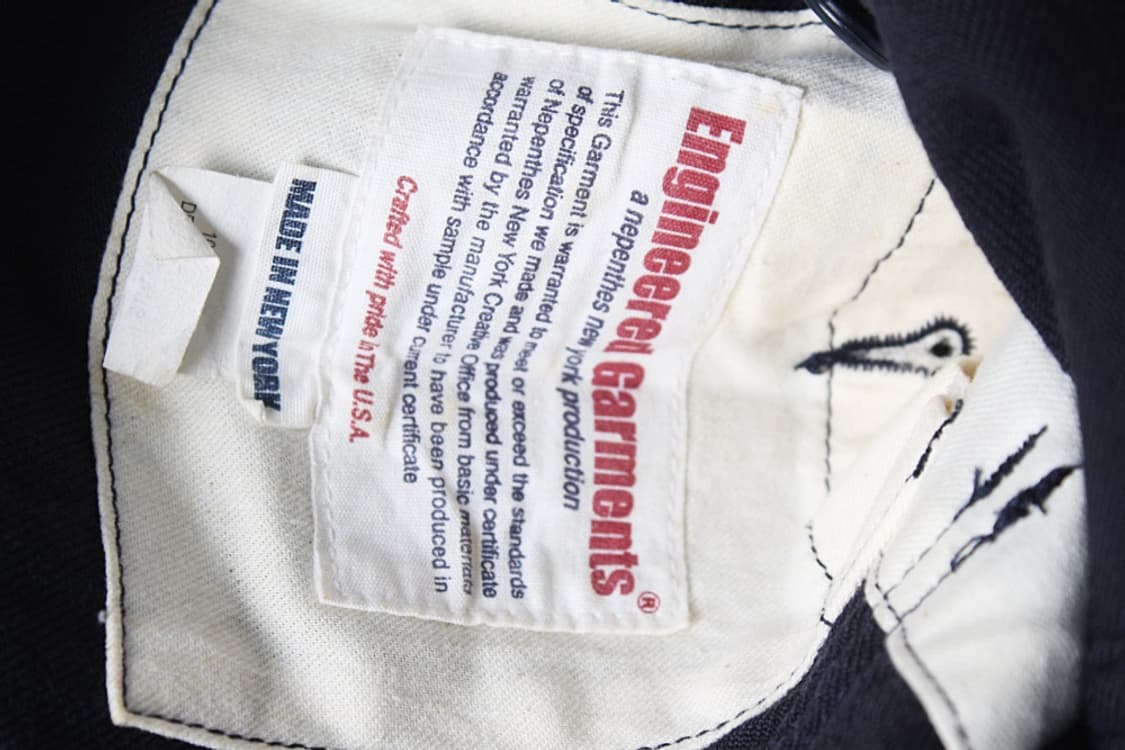 Engineered Garments®
a nepenthes new york production
This Garment is warranted to meet or exceed the standards
of specification we made and was produced under certificate
of Nepenthes New York Creative Office from basic materials
warranted by the manufacturer to have been produced in
accordance with sample under current certificate
Crafted with pride in The U.S.A.
MADE IN NEW YORK